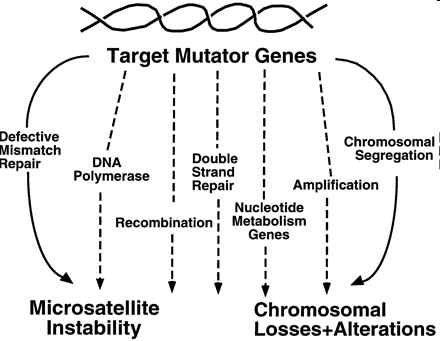 Target Mutator Genes
Defective
Mismatch
Repair
DNA
Polymerase
Recombination
Double
Strand
Repair
Nucleotide
Metabolism
Genes
Amplification
Chromosomal
Segregation
Microsatellite
Instability
Chromosomal
Losses+Alterations